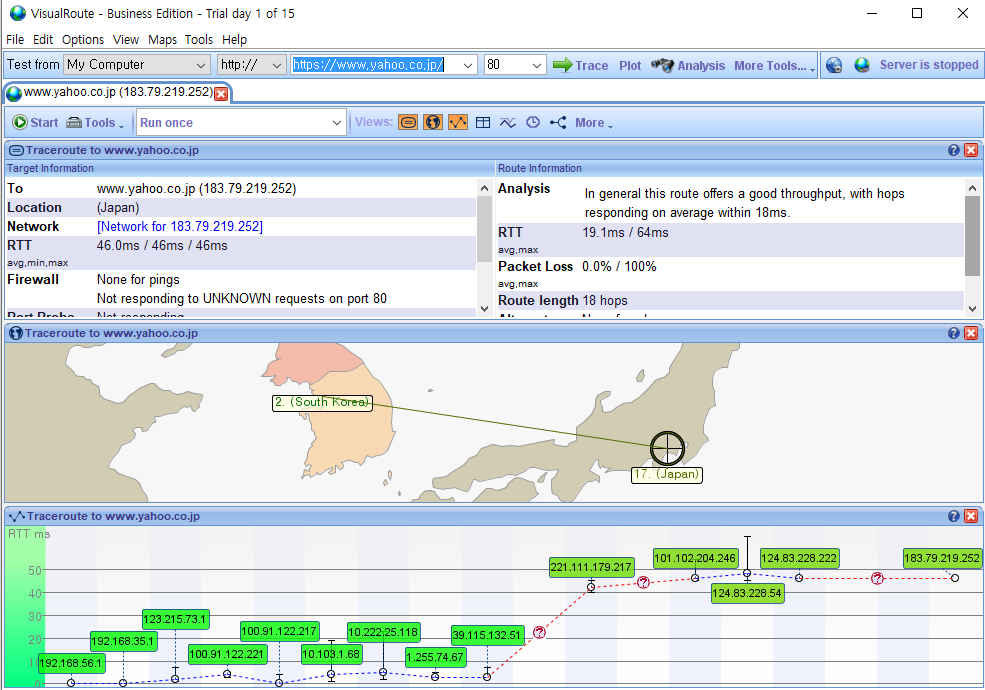 VisualRoute - Business Edition - Trial day 1 of 15
File Edit Options View Maps Tools Help
Test from My Computer http:// https://www.yahoo.co.jp/ 80 Trace Plot Analysis More Tools... Server is stopped
www.yahoo.co.jp (183.79.219.252)
Start Tools Run once Views: More
Traceroute to www.yahoo.co.jp
Target Information
To www.yahoo.co.jp (183.79.219.252)
Location (Japan)
Network [Network for 183.79.219.252]
RTT 46.0ms / 46ms / 46ms
avg,min,max
Firewall None for pings
Not responding to UNKNOWN requests on port 80
Port Probe Not responding
Route Information
Analysis In general this route offers a good throughput, with hops
responding on average within 18ms.
RTT 19.1ms / 64ms
avg,max
Packet Loss 0.0% / 100%
avg,max
Route length 18 hops
Traceroute to www.yahoo.co.jp
2. (South Korea)
17. (Japan)
Traceroute to www.yahoo.co.jp
RTT ms
50
40
30
20
10
0
192.168.56.1
192.168.35.1
123.215.73.1
100.91.122.221
100.91.122.217
10.103.1.68
10.222.25.118
1.255.74.67
39.115.132.51
221.111.179.217
101.102.204.246
124.83.228.54
124.83.228.222
183.79.219.252